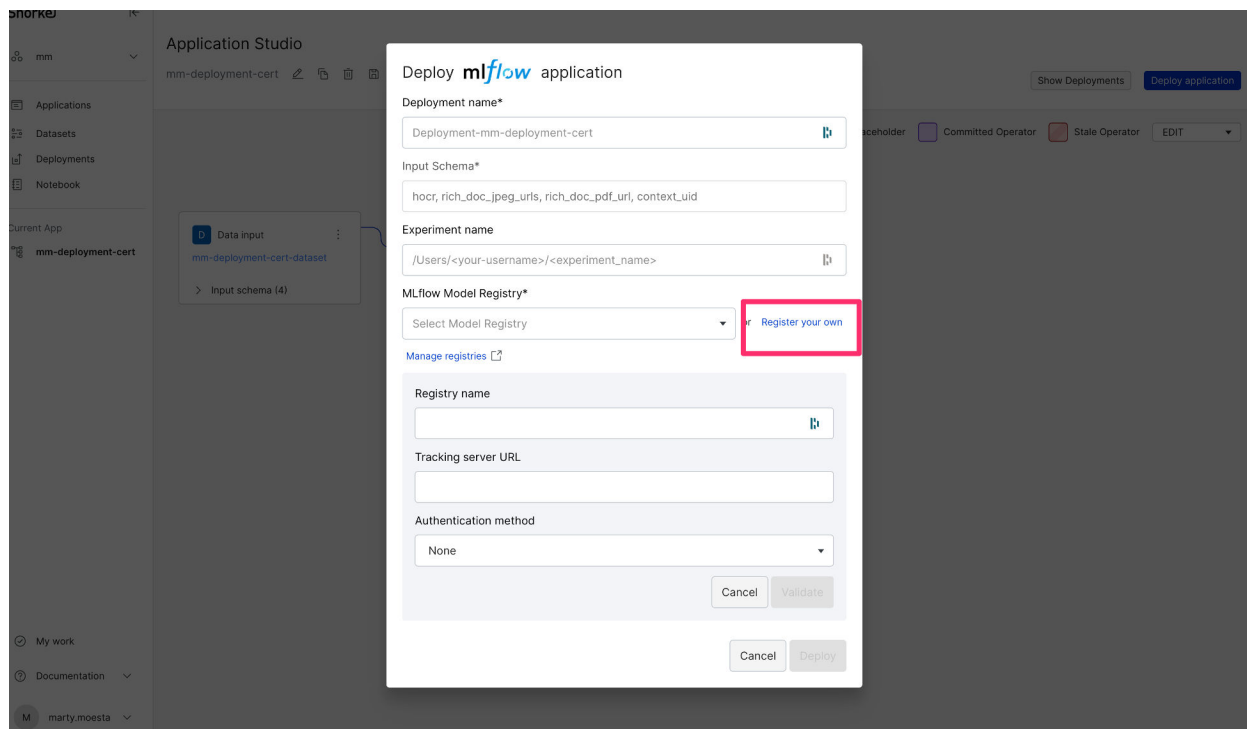 Snorkel
mm
Applications
Datasets
Deployments
Notebook
Current App
mm-deployment-cert
My work
Documentation
M marty.moesta
Application Studio
mm-deployment-cert
Show Deployments
Deploy application
aceholder
Committed Operator
Stale Operator
EDIT
D Data input
mm-deployment-cert-dataset
Input schema (4)
Deploy mlflow application
Deployment name*
Deployment-mm-deployment-cert
Input Schema*
hocr, rich_doc_jpeg_urls, rich_doc_pdf_url, context_uid
Experiment name
/Users/<your-username>/<experiment_name>
MLflow Model Registry*
Select Model Registry
or Register your own
Manage registries
Registry name
Tracking server URL
Authentication method
None
Cancel Validate
Cancel Deploy